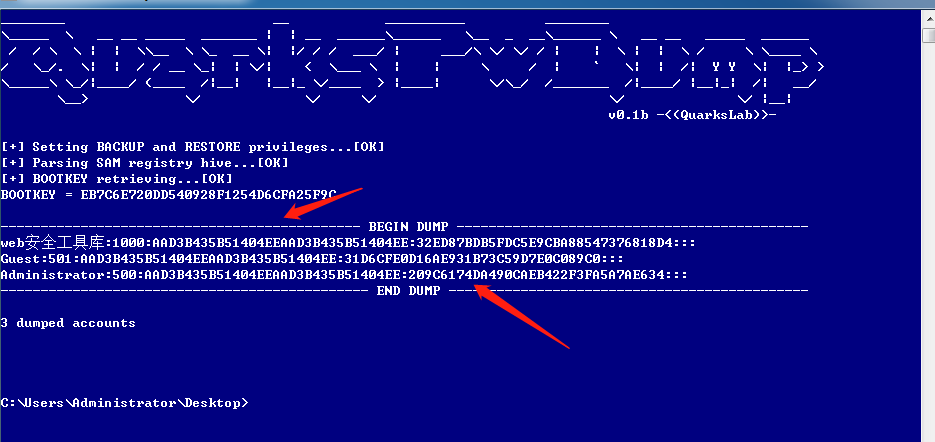 QuarksPwDump
v0.1b -<(QuarksLab)>-
[+] Setting BACKUP and RESTORE privileges...[OK]
[+] Parsing SAM registry hive...[OK]
[+] BOOTKEY retrieving...[OK]
BOOTKEY = EB7C6E720DD540928F1254D6CFA25F9C
---------------------------------------------- BEGIN DUMP --------------------------------------------
web安全工具库:1000:AAD3B435B51404EEAAD3B435B51404EE:32ED87BDB5FDC5E9CBA88547376818D4:::
Guest:501:AAD3B435B51404EEAAD3B435B51404EE:31D6CFE0D16AE931B73C59D7E0C089C0:::
Administrator:500:AAD3B435B51404EEAAD3B435B51404EE:209C6174DA490CAEB422F3FA5A7AE634:::
----------------------------------------------- END DUMP ---------------------------------------------
3 dumped accounts
C:\Users\Administrator\Desktop>